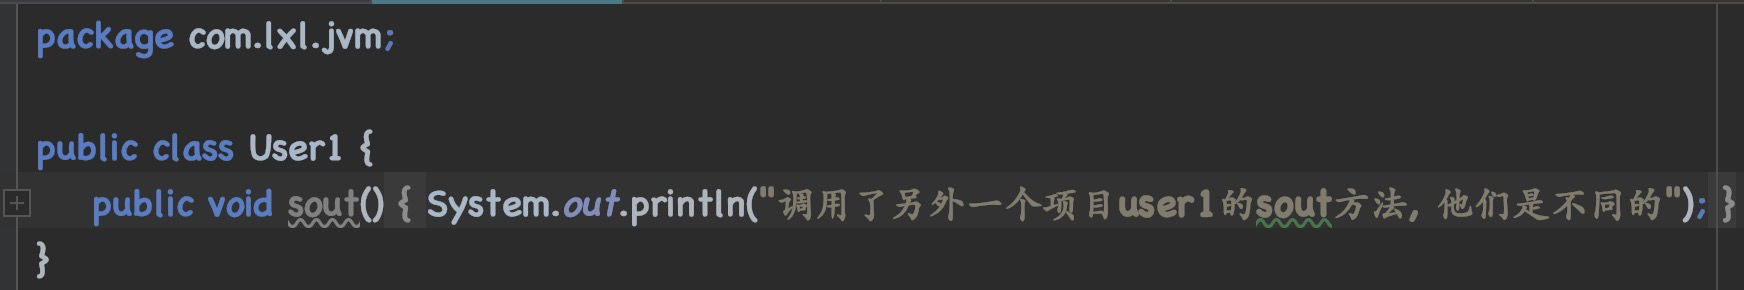 package com.lxl.jvm;
public class User1 {
public void sout() { System.out.println("调用了另外一个项目user1的sout方法, 他们是不同的"); }
}